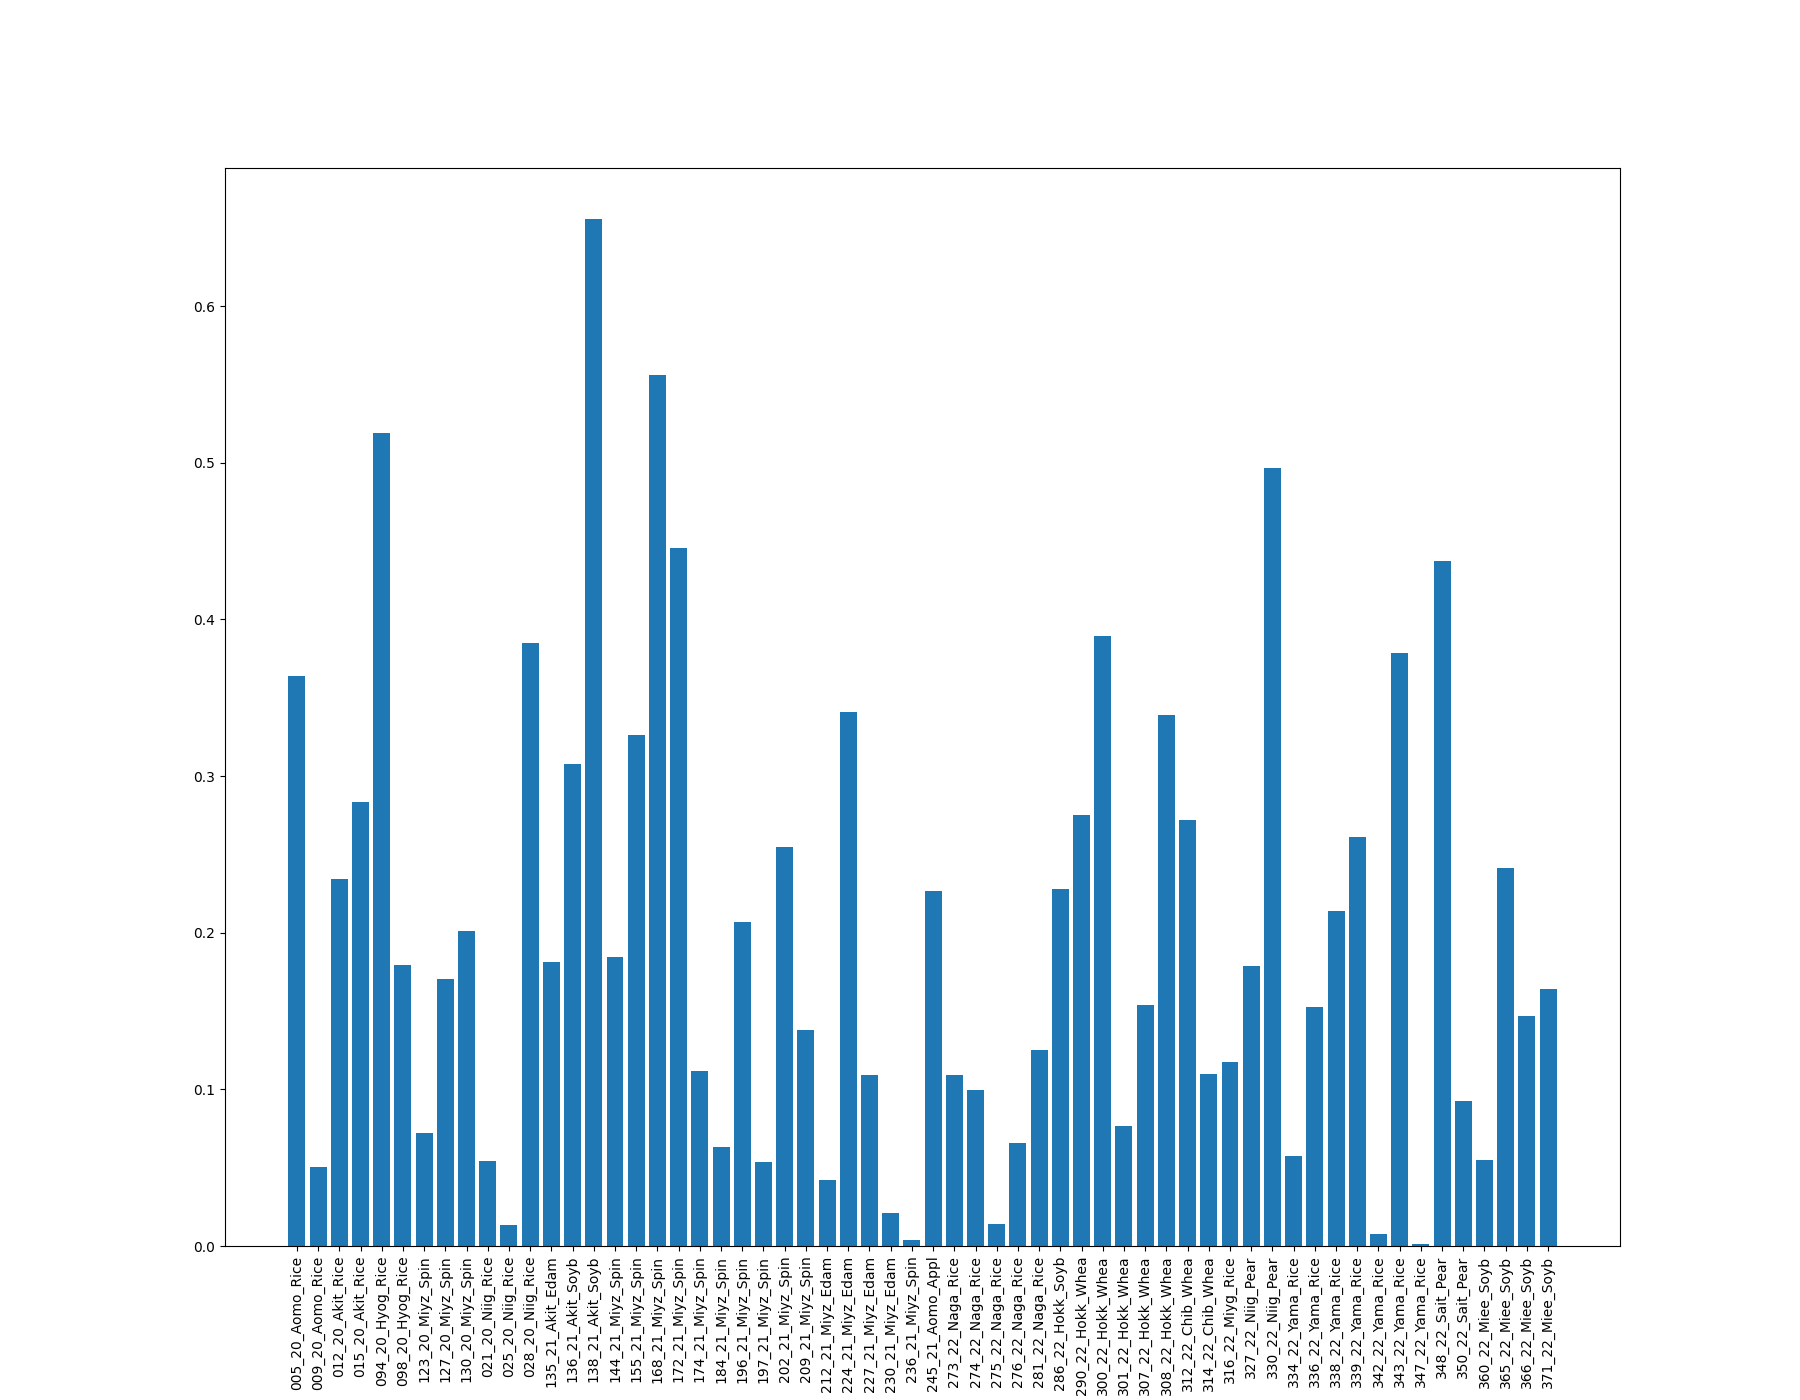 0.6
0.5
0.4
0.3
0.2
0.1
0.0
005_20_Aomo_Rice
009_20_Aomo_Rice
012_20_Akit_Rice
015_20_Akit_Rice
094_20_Hyog_Rice
098_20_Hyog_Rice
123_20_Miyz_Spin
127_20_Miyz_Spin
130_20_Miyz_Spin
021_20_Niig_Rice
025_20_Niig_Rice
028_20_Niig_Rice
135_21_Akit_Edam
136_21_Akit_Soyb
138_21_Akit_Soyb
144_21_Miyz_Spin
155_21_Miyz_Spin
168_21_Miyz_Spin
172_21_Miyz_Spin
174_21_Miyz_Spin
184_21_Miyz_Spin
196_21_Miyz_Spin
197_21_Miyz_Spin
202_21_Miyz_Spin
209_21_Miyz_Spin
212_21_Miyz_Edam
224_21_Miyz_Edam
227_21_Miyz_Edam
230_21_Miyz_Edam
236_21_Miyz_Spin
245_21_Aomo_Appl
273_22_Naga_Rice
274_22_Naga_Rice
275_22_Naga_Rice
276_22_Naga_Rice
281_22_Naga_Rice
286_22_Hokk_Soyb
290_22_Hokk_Whea
300_22_Hokk_Whea
301_22_Hokk_Whea
307_22_Hokk_Whea
308_22_Hokk_Whea
312_22_Chib_Whea
314_22_Chib_Whea
316_22_Miyg_Rice
327_22_Niig_Pear
330_22_Niig_Pear
334_22_Yama_Rice
336_22_Yama_Rice
338_22_Yama_Rice
339_22_Yama_Rice
342_22_Yama_Rice
343_22_Yama_Rice
347_22_Yama_Rice
348_22_Sait_Pear
350_22_Sait_Pear
360_22_Miee_Soyb
365_22_Miee_Soyb
366_22_Miee_Soyb
371_22_Miee_Soyb